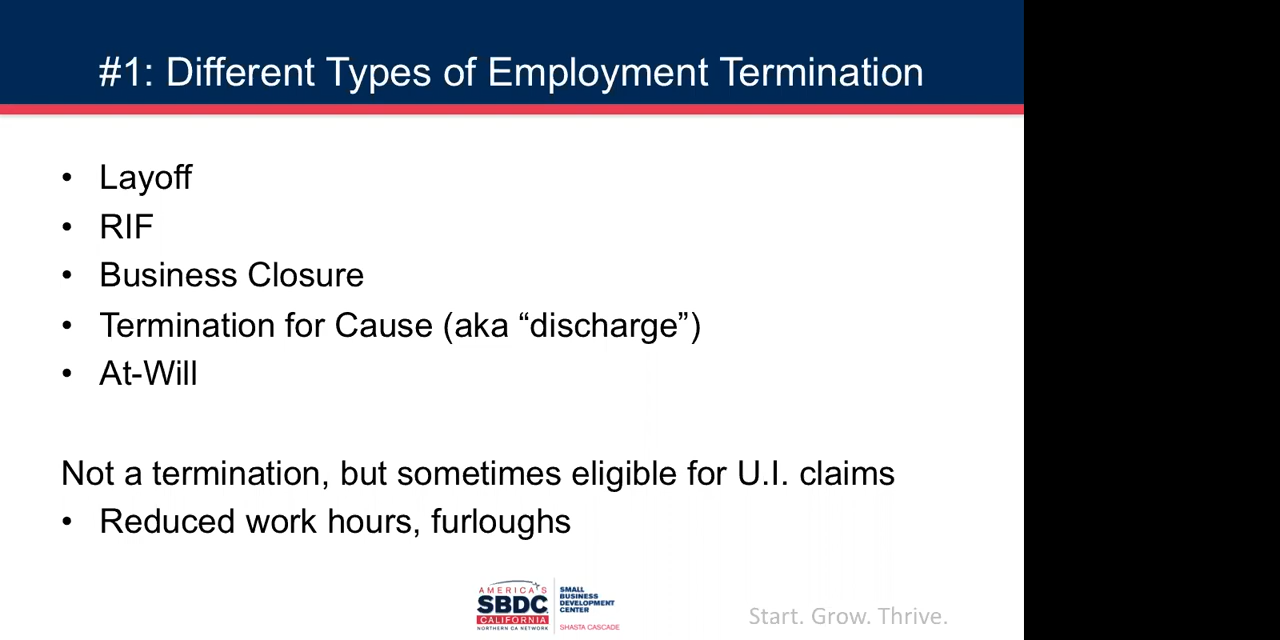 #1: Different Types of Employment Termination
• Layoff
• RIF
• Business Closure
• Termination for Cause (aka “discharge”)
• At-Will
Not a termination, but sometimes eligible for U.I. claims
• Reduced work hours, furloughs
AMERICA'S
SBDC
CALIFORNIA
NORTHERN CA NETWORK
SMALL
BUSINESS
DEVELOPMENT
CENTER
SHASTA CASCADE
Start. Grow. Thrive.